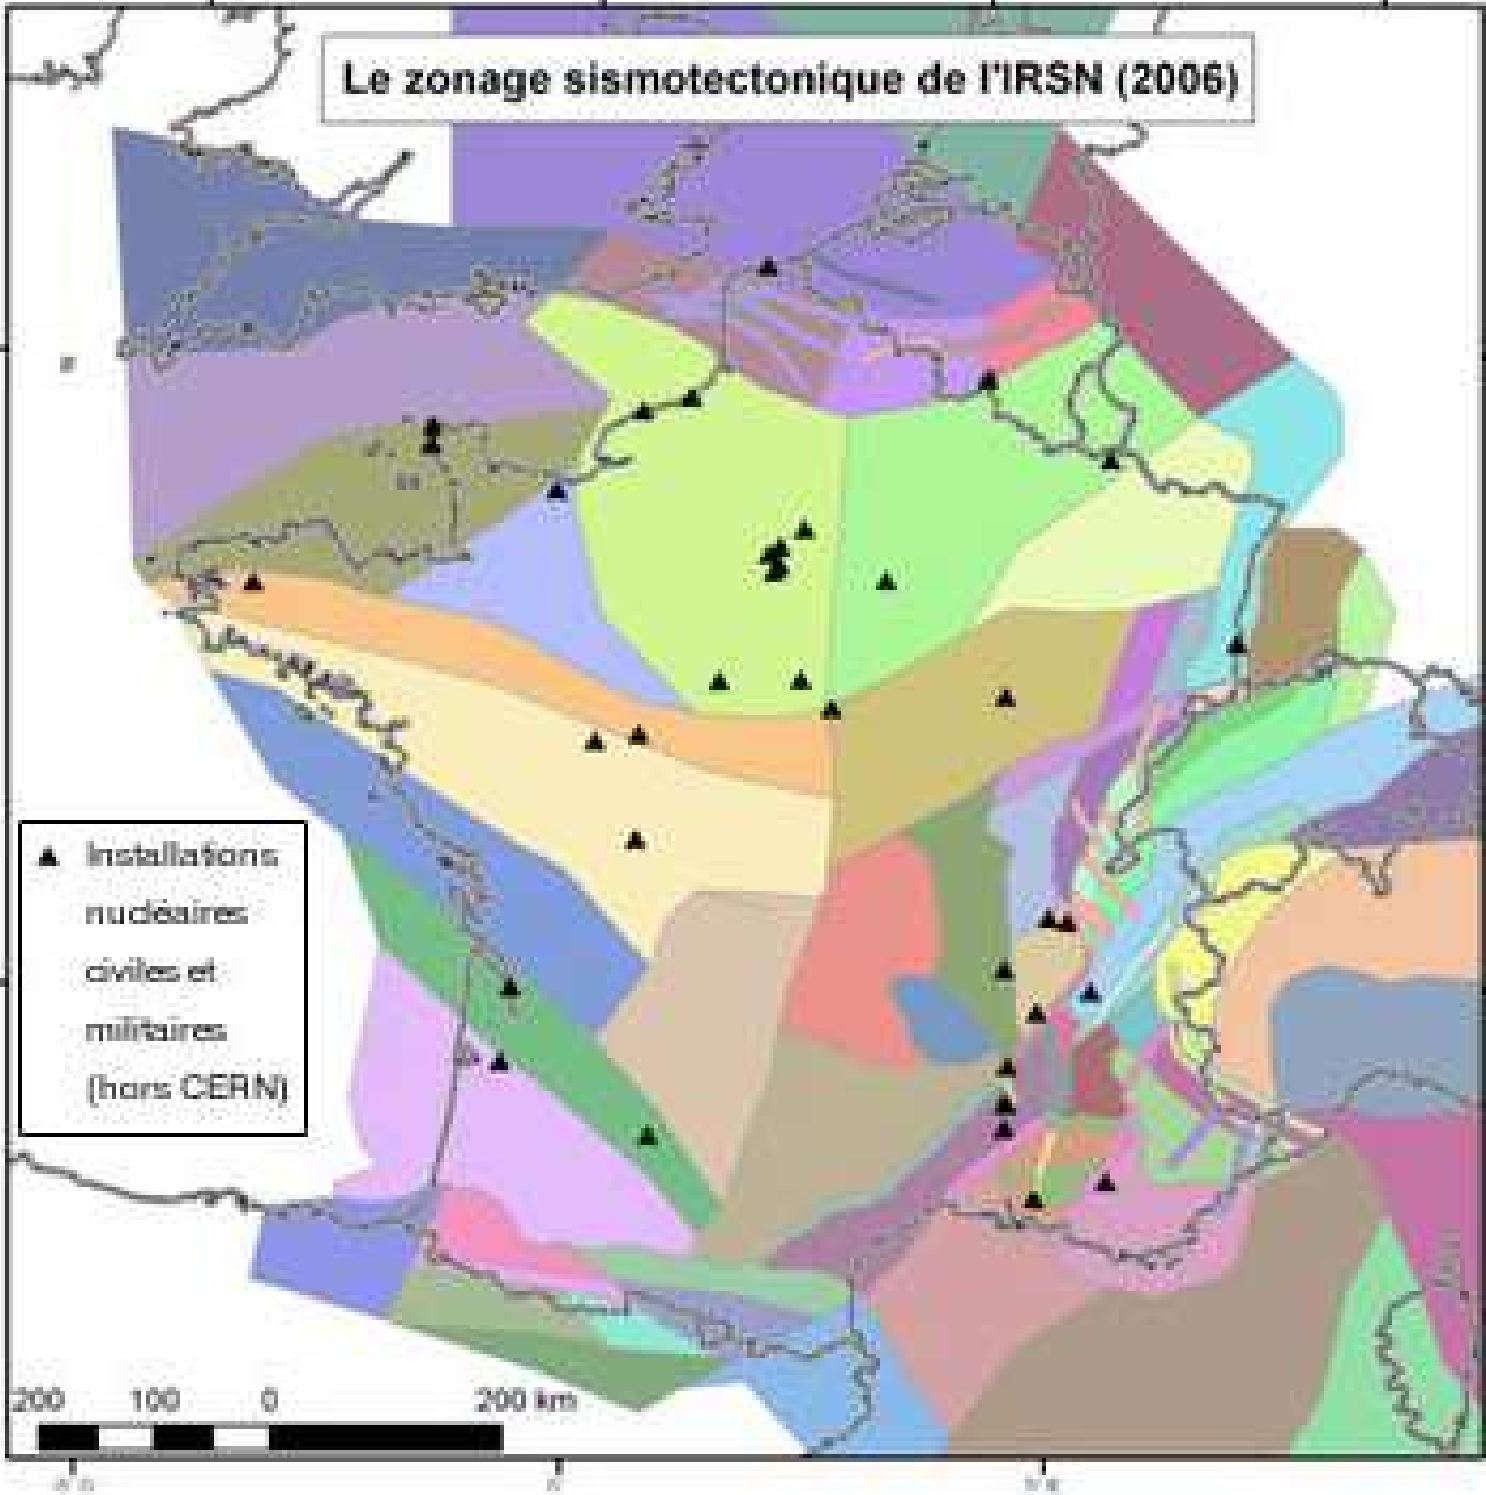 Le zonage sismotectonique de l'IRSN (2006)
Installations
nucléaires
civiles et
militaires
(hors CERN)
200 100 0 200 km